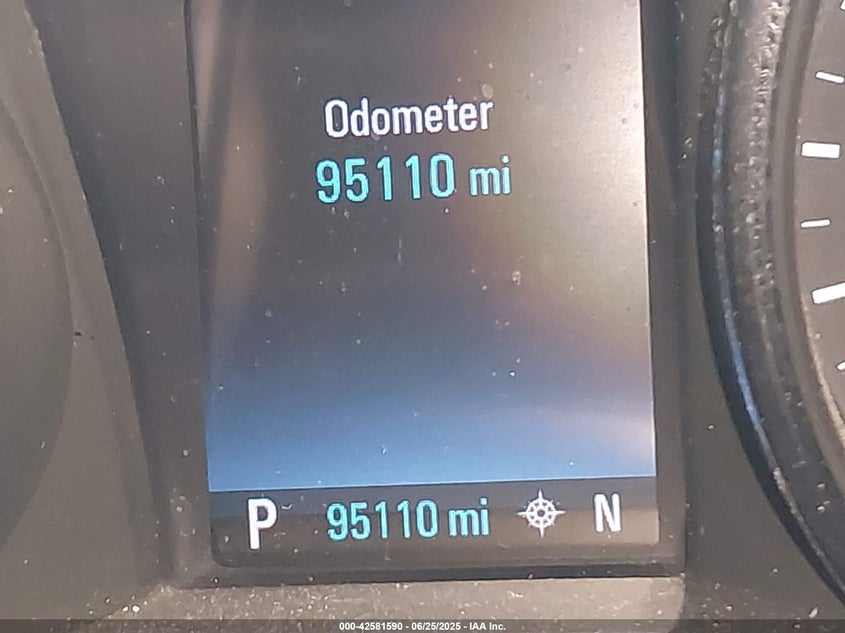 Odometer
95110 mi
P 95110 mi N
000-42581590 - 06/25/2025 - IAA Inc.